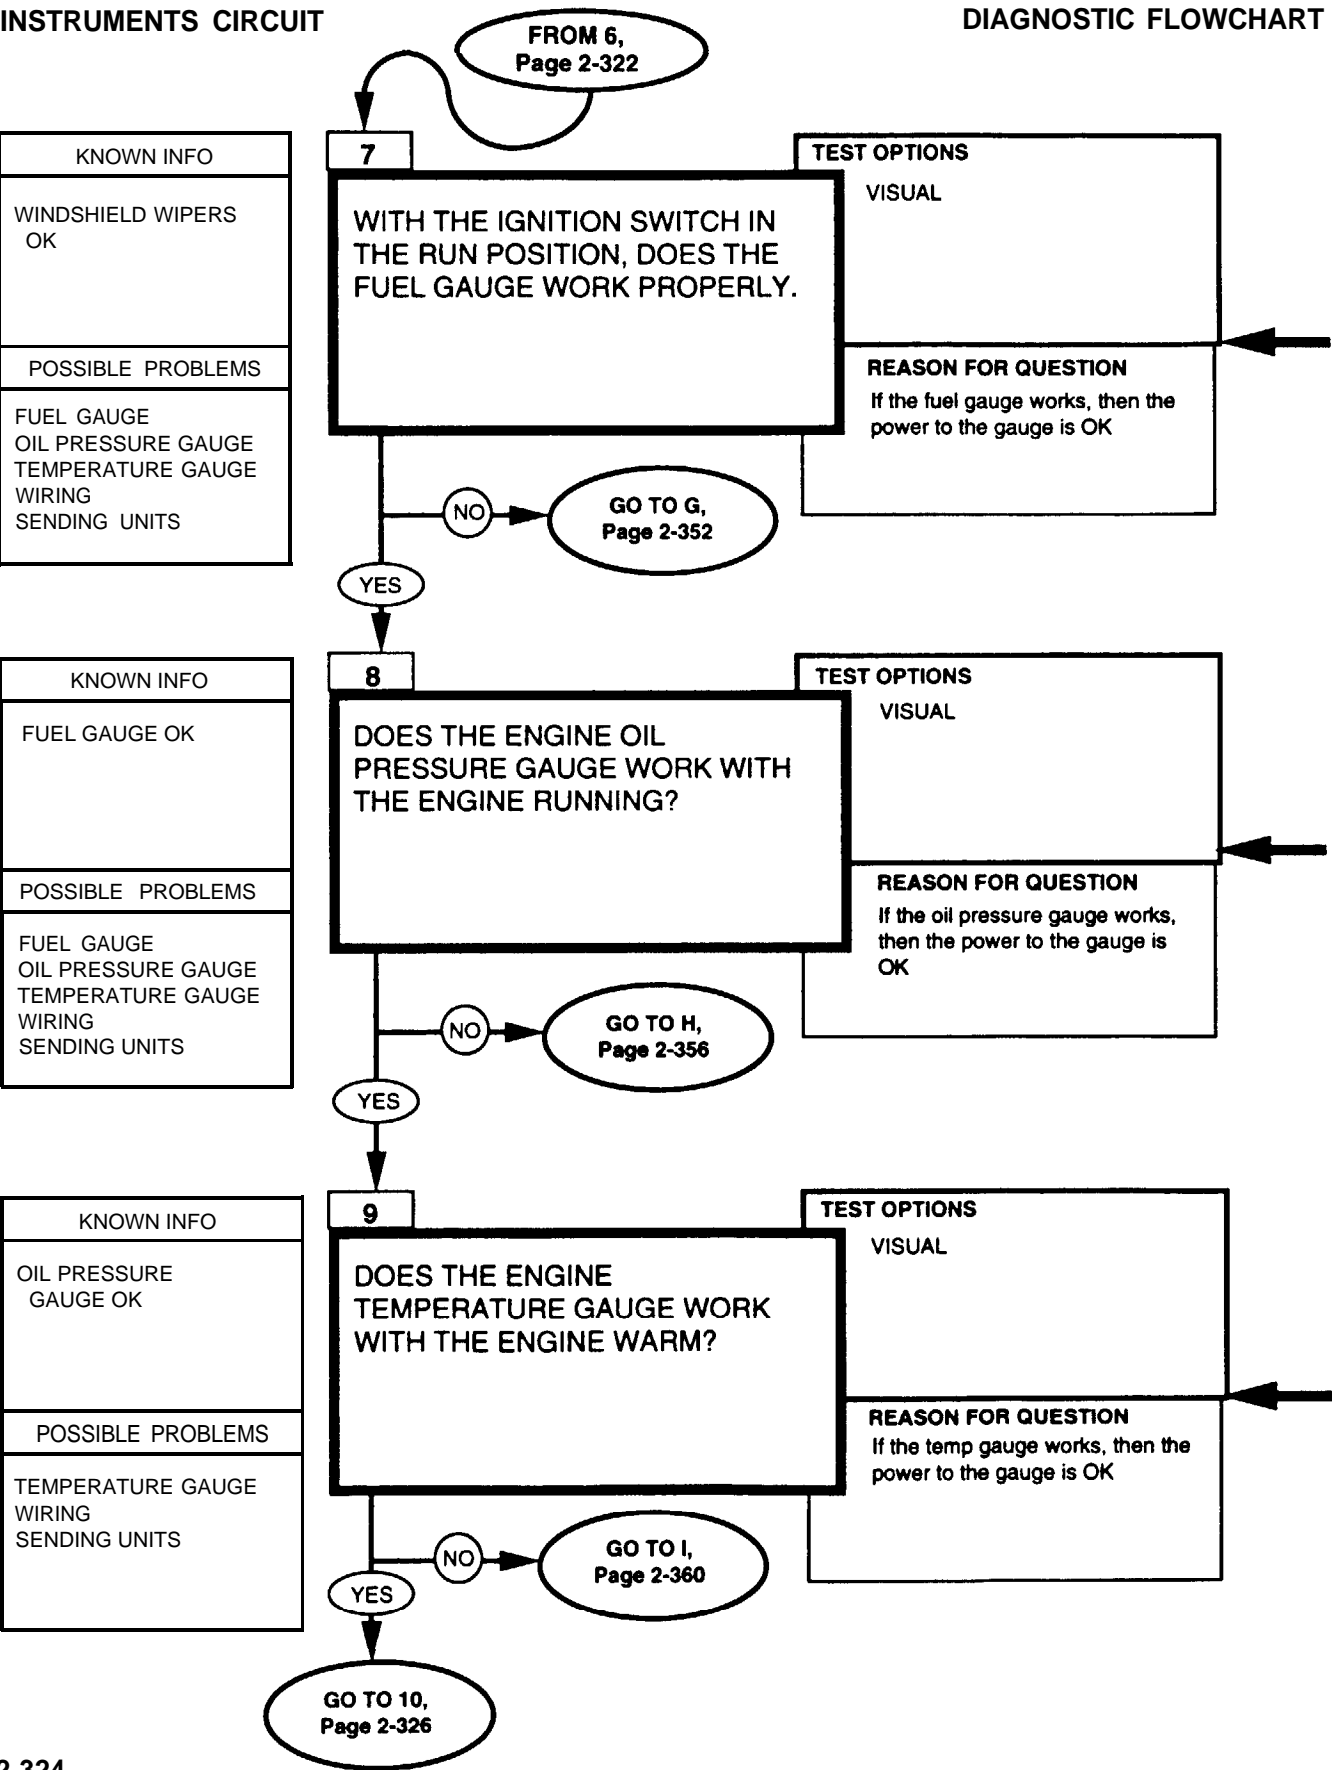 INSTRUMENTS CIRCUIT
DIAGNOSTIC FLOWCHART
FROM 6,
Page 2-322
KNOWN INFO
WINDSHIELD WIPERS
OK
POSSIBLE PROBLEMS
FUEL GAUGE
OIL PRESSURE GAUGE
TEMPERATURE GAUGE
WIRING
SENDING UNITS
7
WITH THE IGNITION SWITCH IN
THE RUN POSITION, DOES THE
FUEL GAUGE WORK PROPERLY.
TEST OPTIONS
VISUAL
REASON FOR QUESTION
If the fuel gauge works, then the
power to the gauge is OK
NO
GO TO G,
Page 2-352
YES
KNOWN INFO
FUEL GAUGE OK
POSSIBLE PROBLEMS
FUEL GAUGE
OIL PRESSURE GAUGE
TEMPERATURE GAUGE
WIRING
SENDING UNITS
8
DOES THE ENGINE OIL
PRESSURE GAUGE WORK WITH
THE ENGINE RUNNING?
TEST OPTIONS
VISUAL
REASON FOR QUESTION
If the oil pressure gauge works,
then the power to the gauge is
OK
NO
GO TO H,
Page 2-356
YES
KNOWN INFO
OIL PRESSURE
GAUGE OK
POSSIBLE PROBLEMS
TEMPERATURE GAUGE
WIRING
SENDING UNITS
9
DOES THE ENGINE
TEMPERATURE GAUGE WORK
WITH THE ENGINE WARM?
TEST OPTIONS
VISUAL
REASON FOR QUESTION
If the temp gauge works, then the
power to the gauge is OK
NO
GO TO I,
Page 2-360
YES
GO TO 10,
Page 2-326
2-324